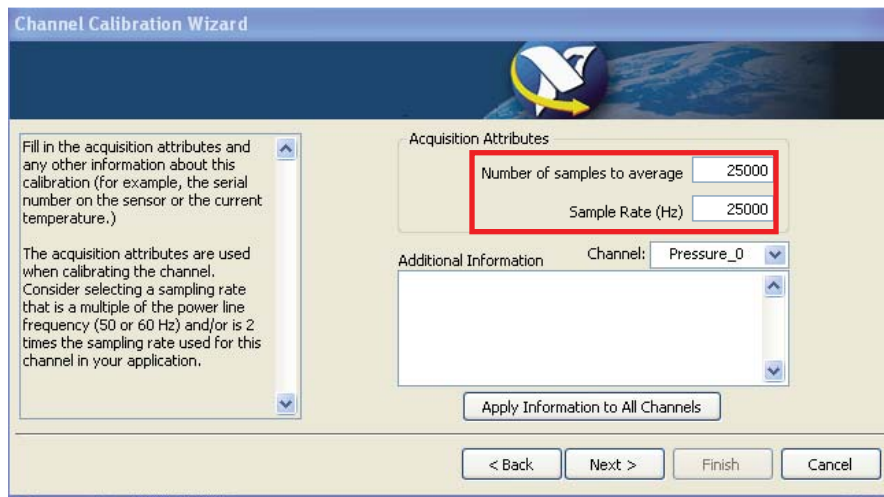 Channel Calibration Wizard
Fill in the acquisition attributes and
any other information about this
calibration (for example, the serial
number on the sensor or the current
temperature.)
The acquisition attributes are used
when calibrating the channel.
Consider selecting a sampling rate
that is a multiple of the power line
frequency (50 or 60 Hz) and/or is 2
times the sampling rate used for this
channel in your application.
Acquisition Attributes
Number of samples to average 25000
Sample Rate (Hz) 25000
Additional Information Channel: Pressure_0
Apply Information to All Channels
< Back Next > Finish Cancel